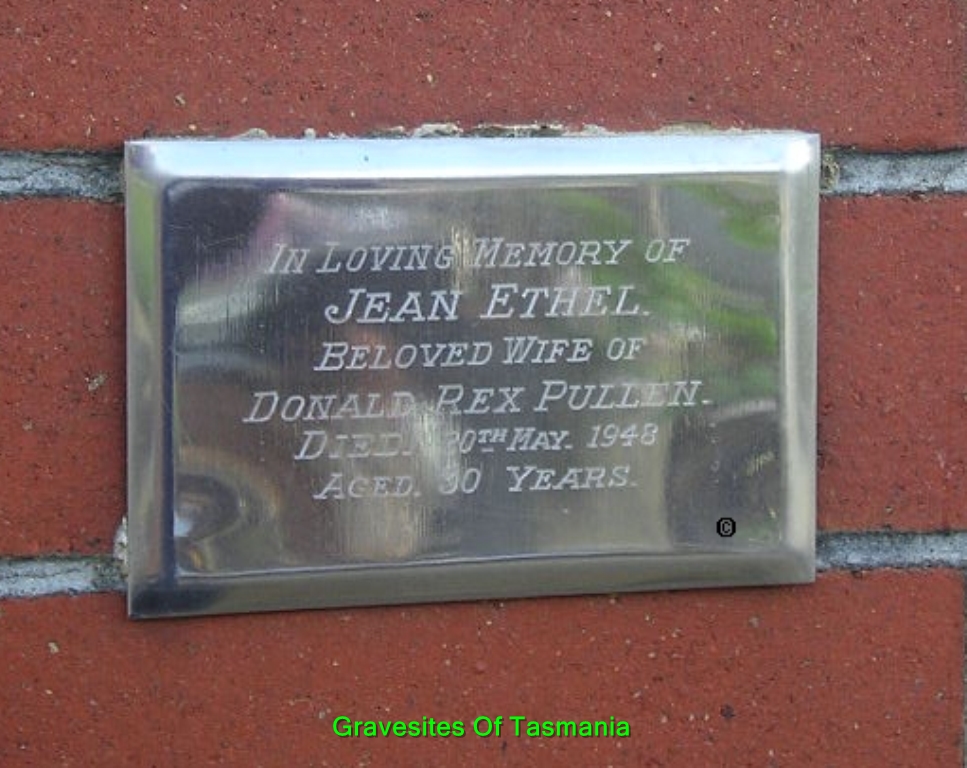 IN LOVING MEMORY OF
JEAN ETHEL.
BELOVED WIFE OF
DONALD REX PULLEN.
DIED. MAY. 1948
AGED. YEARS.
©
Gravesites Of Tasmania